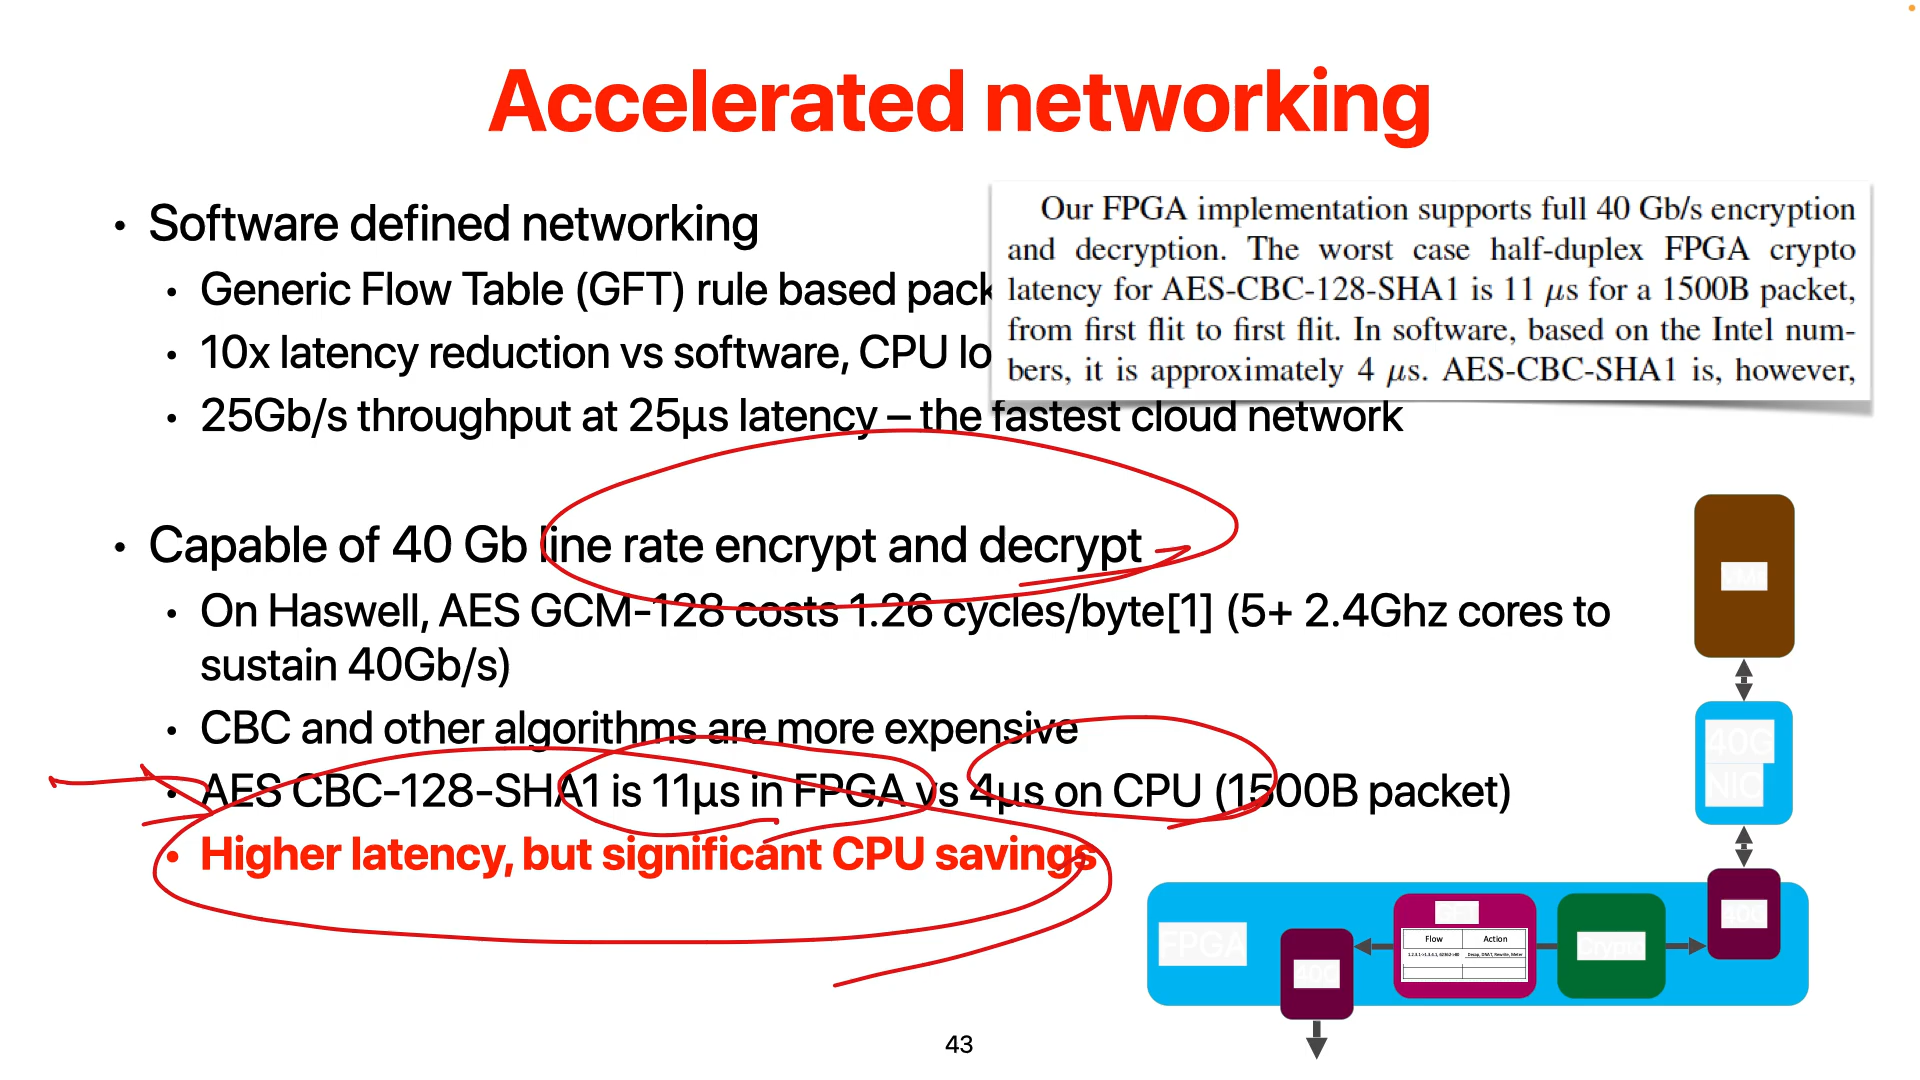 Accelerated networking
• Software defined networking
• Generic Flow Table (GFT) rule based pack
• 10x latency reduction vs software, CPU lo
• 25Gb/s throughput at 25µs latency – the fastest cloud network
Our FPGA implementation supports full 40 Gb/s encryption
and decryption. The worst case half-duplex FPGA crypto
latency for AES-CBC-128-SHA1 is 11 µs for a 1500B packet,
from first flit to first flit. In software, based on the Intel num-
bers, it is approximately 4 µs. AES-CBC-SHA1 is, however,
• Capable of 40 Gb line rate encrypt and decrypt
• On Haswell, AES GCM-128 costs 1.26 cycles/byte[1] (5+ 2.4Ghz cores to
sustain 40Gb/s)
• CBC and other algorithms are more expensive
• AES CBC-128-SHA1 is 11µs in FPGA vs 4µs on CPU (1500B packet)
• Higher latency, but significant CPU savings
40G
NIC
FPGA
Flow Action
Crypto
40G
43